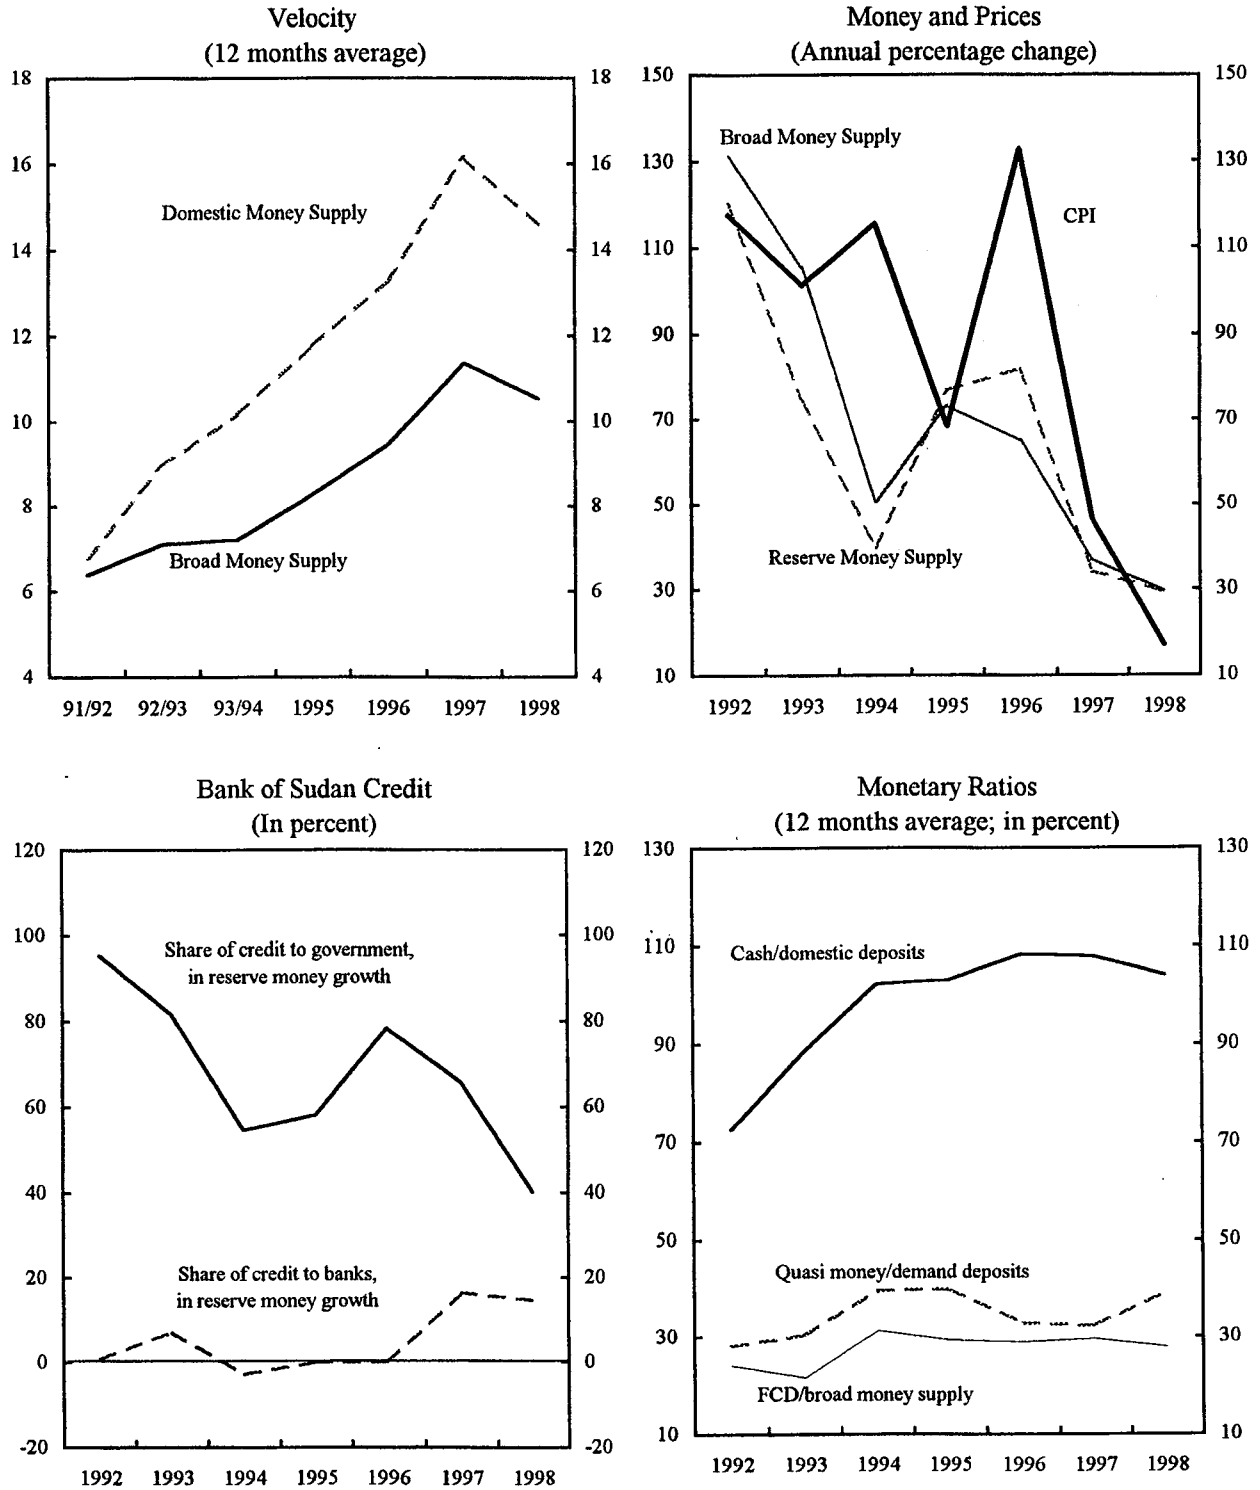 Velocity
(12 months average)
18
16
14
12
10
8
6
4
18
16
14
12
10
8
6
4
Domestic Money Supply
Broad Money Supply
91/92 92/93 93/94 1995 1996 1997 1998
Money and Prices
(Annual percentage change)
150
130
110
90
70
50
30
10
150
130
110
90
70
50
30
10
Broad Money Supply
CPI
Reserve Money Supply
1992 1993 1994 1995 1996 1997 1998
Bank of Sudan Credit
(In percent)
120
100
80
60
40
20
0
-20
120
100
80
60
40
20
0
-20
Share of credit to government,
in reserve money growth
Share of credit to banks,
in reserve money growth
1992 1993 1994 1995 1996 1997 1998
Monetary Ratios
(12 months average; in percent)
130
110
90
70
50
30
10
130
110
90
70
50
30
10
Cash/domestic deposits
Quasi money/demand deposits
FCD/broad money supply
1992 1993 1994 1995 1996 1997 1998